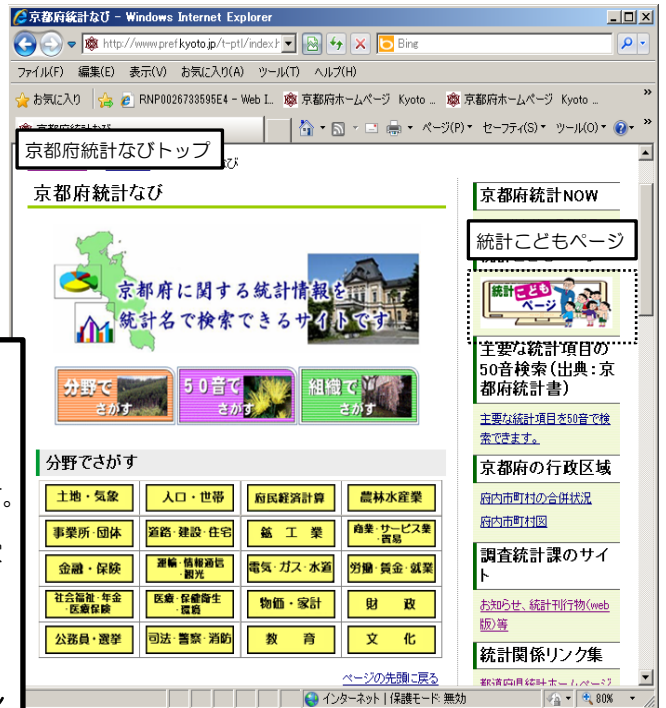 京都府統計なび - Windows Internet Explorer
http://www.pref.kyoto.jp/t-ptl/index.h
Bing
ファイル(F) 編集(E) 表示(V) お気に入り(A) ツール(T) ヘルプ(H)
お気に入り RNP0026733595E4 - Web I... 京都府ホームページ Kyoto ... 京都府ホームページ Kyoto ...
ページ(P) セーフティ(S) ツール(O)
京都府統計なびトップ
京都府統計なび
京都府に関する統計情報を
統計名で検索できるサイトです
分野で
さがす
50音で
さがす
組織で
さがす
分野でさがす
土地・気象 人口・世帯 府民経済計算 農林水産業
事業所・団体 道路・建設・住宅 鉱工業 商業・サービス業・貿易
金融・保険 運輸・情報通信・観光 電気・ガス・水道 労働・賃金・就業
社会福祉・年金・医療保険 医療・保健衛生・環境 物価・家計 財政
公務員・選挙 司法・警察・消防 教育 文化
ページの先頭に戻る
京都府統計NOW
統計こどもページ
統計こども
ページ
主要な統計項目の
50音検索(出典:京
都府統計書)
主要な統計項目を50音で検
索できます。
京都府の行政区域
府内市町村の合併状況
府内市町村図
調査統計課のサイ
ト
お知らせ、統計刊行物(web
版)等
統計関係リンク集
インターネット | 保護モード: 無効
80%